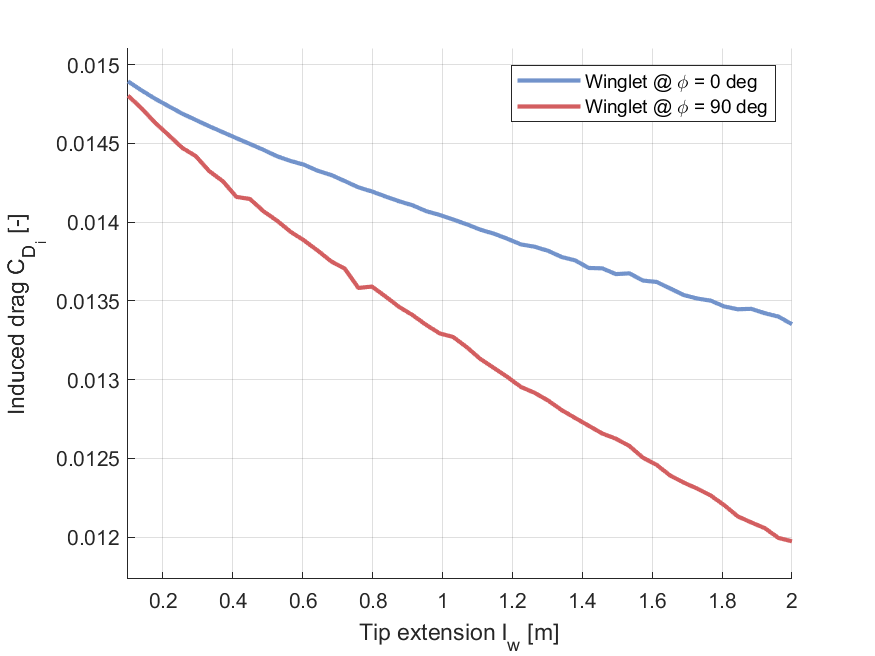 0.015
0.0145
0.014
0.0135
0.013
0.0125
0.012
Induced drag C_{D_i} [-]
Winglet @ ϕ = 0 deg
Winglet @ ϕ = 90 deg
0.2 0.4 0.6 0.8 1 1.2 1.4 1.6 1.8 2
Tip extension l_w [m]